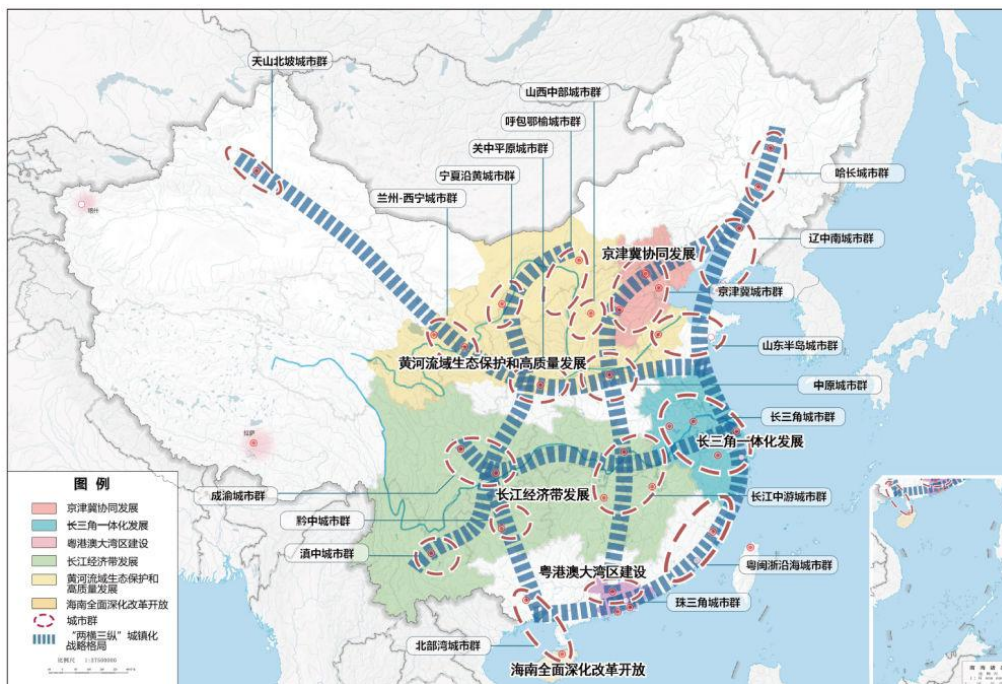 天山北坡城市群
山西中部城市群
呼包鄂榆城市群
关中平原城市群
宁夏沿黄城市群
兰州-西宁城市群
哈长城市群
辽中南城市群
京津冀协同发展
京津冀城市群
山东半岛城市群
黄河流域生态保护和高质量发展
中原城市群
长三角城市群
长三角一体化发展
拉萨
成渝城市群
长江经济带发展
长江中游城市群
黔中城市群
滇中城市群
粤闽浙沿海城市群
粤港澳大湾区建设
珠三角城市群
北部湾城市群
海南全面深化改革开放
图 例
京津冀协同发展
长三角一体化发展
粤港澳大湾区建设
长江经济带发展
黄河流域生态保护和
高质量发展
海南全面深化改革开放
城市群
“两横三纵”城镇化
战略格局